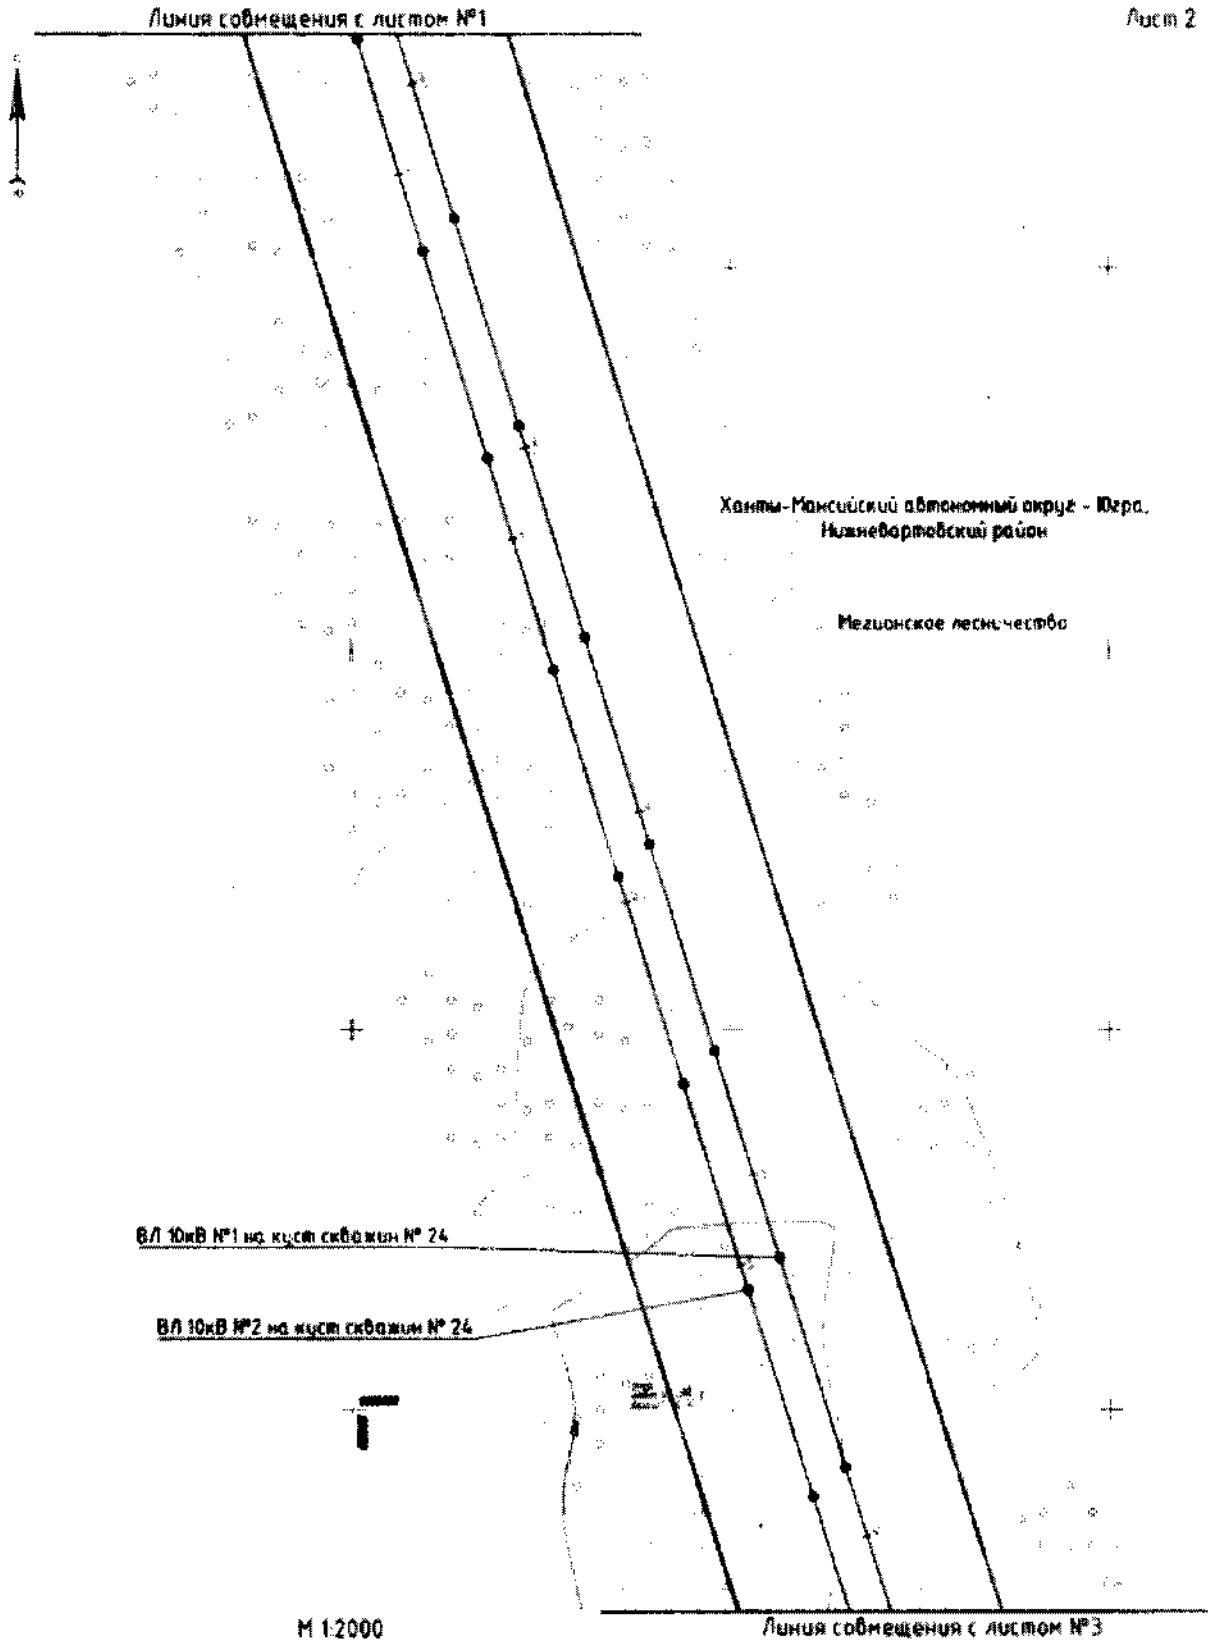 Линия совмещения с листом №1
Лист 2
Ханты-Мансийский автономный округ - Югра,
Нижневартовский район
Мегионское лесничество
ВЛ 10кВ №1 на куст скважин № 24
ВЛ 10кВ №2 на куст скважин № 24
М 1:2000
Линия совмещения с листом №3